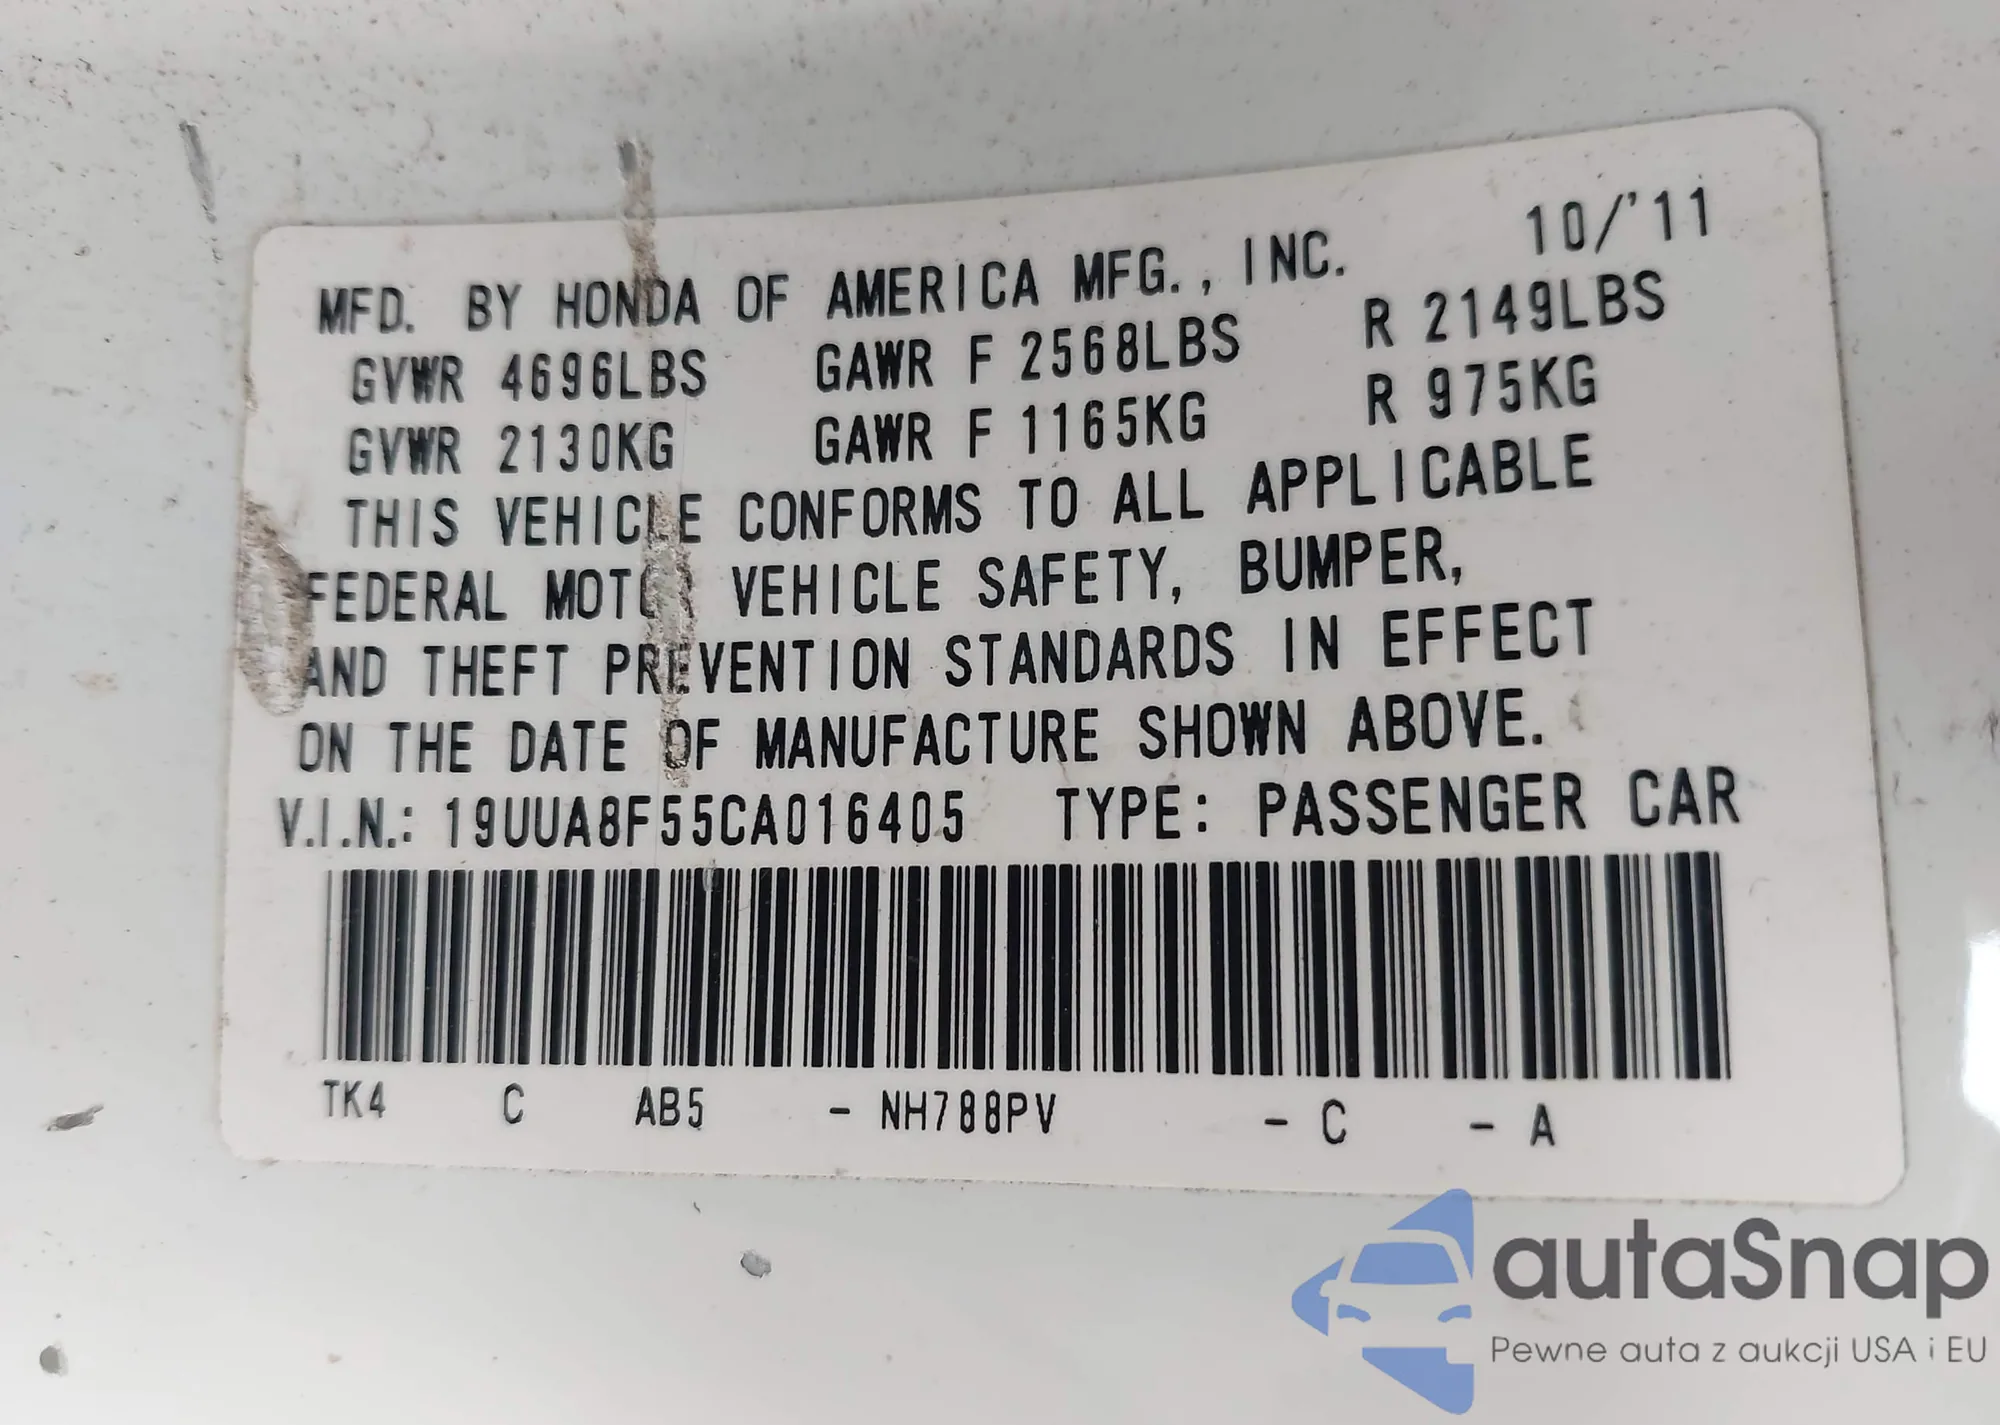 10/'11
MFD. BY HONDA OF AMERICA MFG., INC.
GVWR 4696LBS GAWR F 2568LBS R 2149LBS
GVWR 2130KG GAWR F 1165KG R 975KG
THIS VEHICLE CONFORMS TO ALL APPLICABLE
FEDERAL MOTOR VEHICLE SAFETY, BUMPER,
AND THEFT PREVENTION STANDARDS IN EFFECT
ON THE DATE OF MANUFACTURE SHOWN ABOVE.
V.I.N.: 19UUA8F55CA016405 TYPE: PASSENGER CAR
TK4 C AB5 - NH788PV - C - A
autaSnap
Pewne auta z aukcji USA i EU